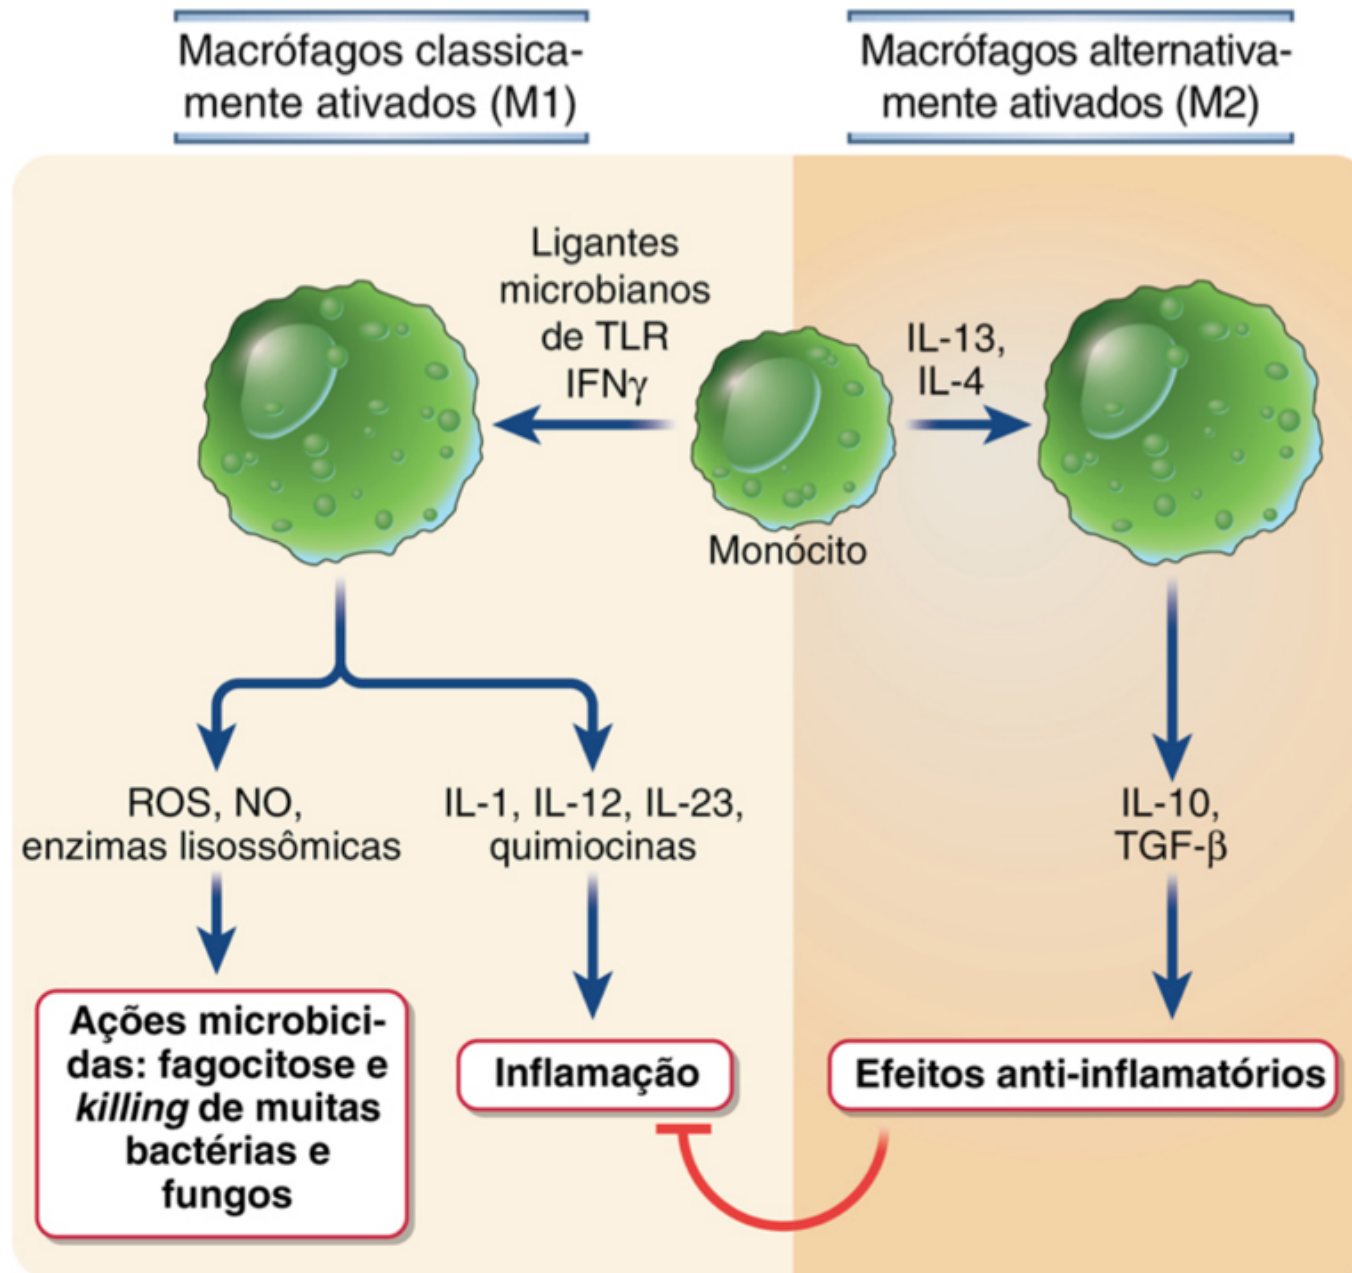 Macrófagos classica-
mente ativados (M1)
Macrófagos alternativa-
mente ativados (M2)
Ligantes
microbianos
de TLR
IFNγ
IL-13,
IL-4
Monócito
ROS, NO,
enzimas lisossômicas
IL-1, IL-12, IL-23,
quimiocinas
IL-10,
TGF-β
Ações microbici-
das: fagocitose e
killing de muitas
bactérias e
fungos
Inflamação
Efeitos anti-inflamatórios